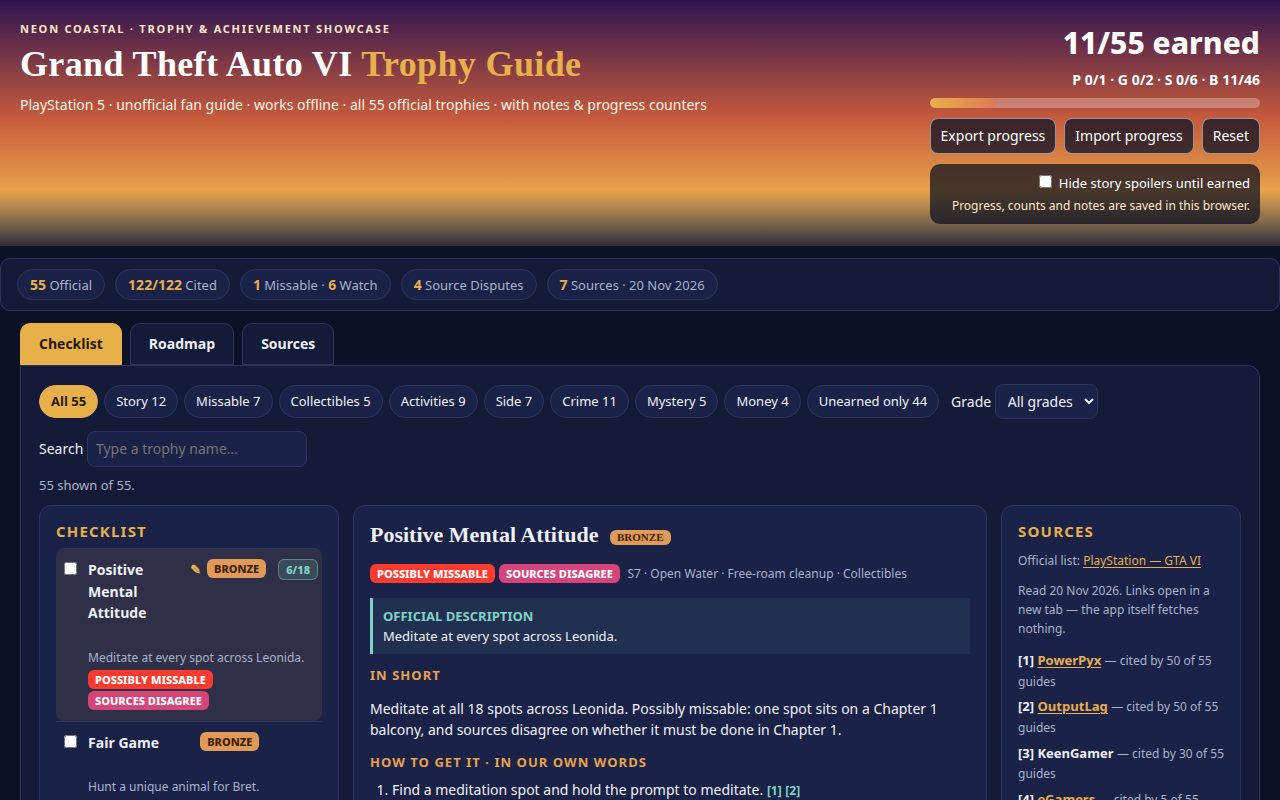 NEON COASTAL · TROPHY & ACHIEVEMENT SHOWCASE
Grand Theft Auto VI Trophy Guide
PlayStation 5 · unofficial fan guide · works offline · all 55 official trophies · with notes & progress counters
11/55 earned
P 0/1 · G 0/2 · S 0/6 · B 11/46
Export progress
Import progress
Reset
Hide story spoilers until earned
Progress, counts and notes are saved in this browser.
55 Official
122/122 Cited
1 Missable · 6 Watch
4 Source Disputes
7 Sources · 20 Nov 2026
Checklist
Roadmap
Sources
All 55
Story 12
Missable 7
Collectibles 5
Activities 9
Side 7
Crime 11
Mystery 5
Money 4
Unearned only 44
Grade
All grades
Search
Type a trophy name...
55 shown of 55.
CHECKLIST
Positive Mental Attitude
✎
BRONZE
6/18
Meditate at every spot across Leonida.
POSSIBLY MISSABLE
SOURCES DISAGREE
Fair Game
BRONZE
Hunt a unique animal for Bret.
Positive Mental Attitude
BRONZE
POSSIBLY MISSABLE
SOURCES DISAGREE
S7 · Open Water · Free-roam cleanup · Collectibles
OFFICIAL DESCRIPTION
Meditate at every spot across Leonida.
IN SHORT
Meditate at all 18 spots across Leonida. Possibly missable: one spot sits on a Chapter 1
balcony, and sources disagree on whether it must be done in Chapter 1.
HOW TO GET IT · IN OUR OWN WORDS
1. Find a meditation spot and hold the prompt to meditate. [1] [2]
SOURCES
Official list: PlayStation — GTA VI
Read 20 Nov 2026. Links open in a
new tab — the app itself fetches
nothing.
[1] PowerPyx — cited by 50 of 55
guides
[2] OutputLag — cited by 50 of 55
guides
[3] KeenGamer — cited by 30 of 55
guides
[4] eGamers — cited by 5 of 55